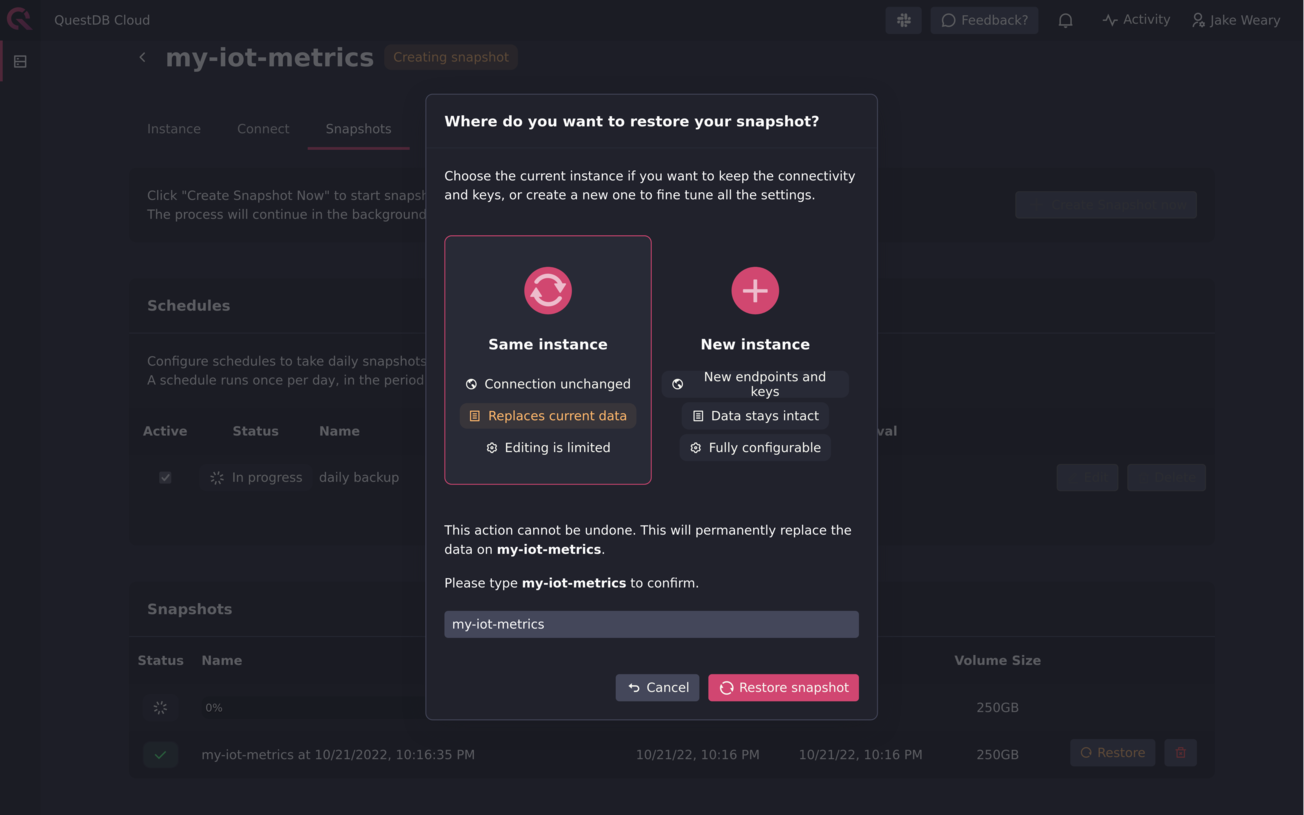 QuestDB Cloud
Feedback?
Activity
Jake Weary
my-iot-metrics
Creating snapshot
Instance
Connect
Snapshots
Click "Create Snapshot Now" to start snapsh
The process will continue in the background
Schedules
Configure schedules to take daily snapshots
A schedule runs once per day, in the period
Active
Status
Name
val
In progress
daily backup
Snapshots
Status
Name
Volume Size
0%
250GB
my-iot-metrics at 10/21/2022, 10:16:35 PM
10/21/22, 10:16 PM
10/21/22, 10:16 PM
250GB
Restore
Where do you want to restore your snapshot?
Choose the current instance if you want to keep the connectivity
and keys, or create a new one to fine tune all the settings.
Same instance
Connection unchanged
Replaces current data
Editing is limited
New instance
New endpoints and
keys
Data stays intact
Fully configurable
This action cannot be undone. This will permanently replace the
data on my-iot-metrics.
Please type my-iot-metrics to confirm.
my-iot-metrics
Cancel
Restore snapshot